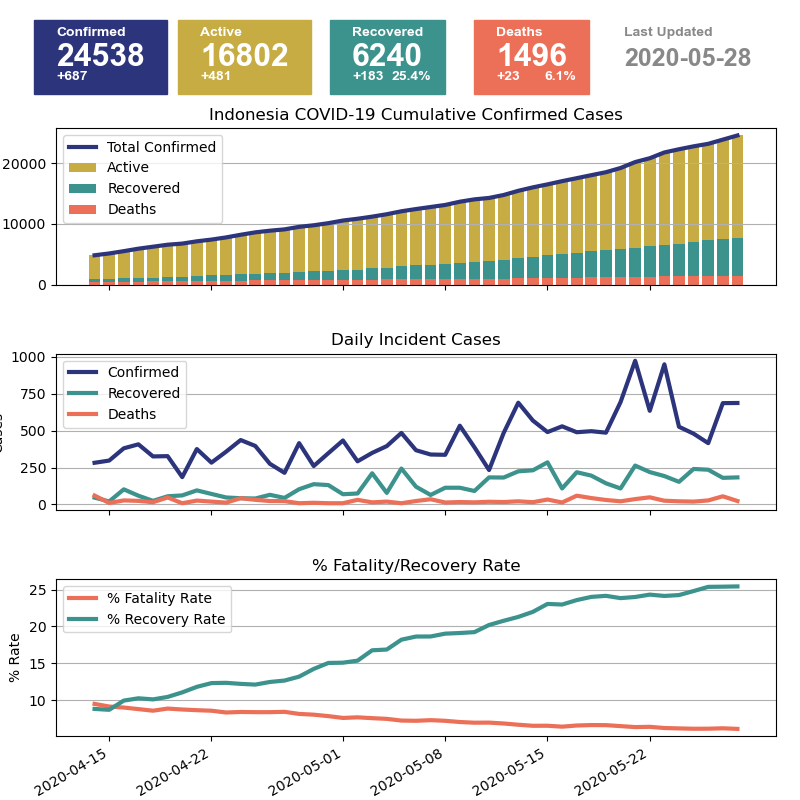 Confirmed
24538
+687
Active
16802
+481
Recovered
6240
+183 25.4%
Deaths
1496
+23 6.1%
Last Updated
2020-05-28
Indonesia COVID-19 Cumulative Confirmed Cases
Total Confirmed
Active
Recovered
Deaths
20000
10000
0
Daily Incident Cases
Confirmed
Recovered
Deaths
1000
750
500
250
0
% Fatality/Recovery Rate
% Fatality Rate
% Recovery Rate
% Rate
25
20
15
10
2020-04-15
2020-04-22
2020-05-01
2020-05-08
2020-05-15
2020-05-22